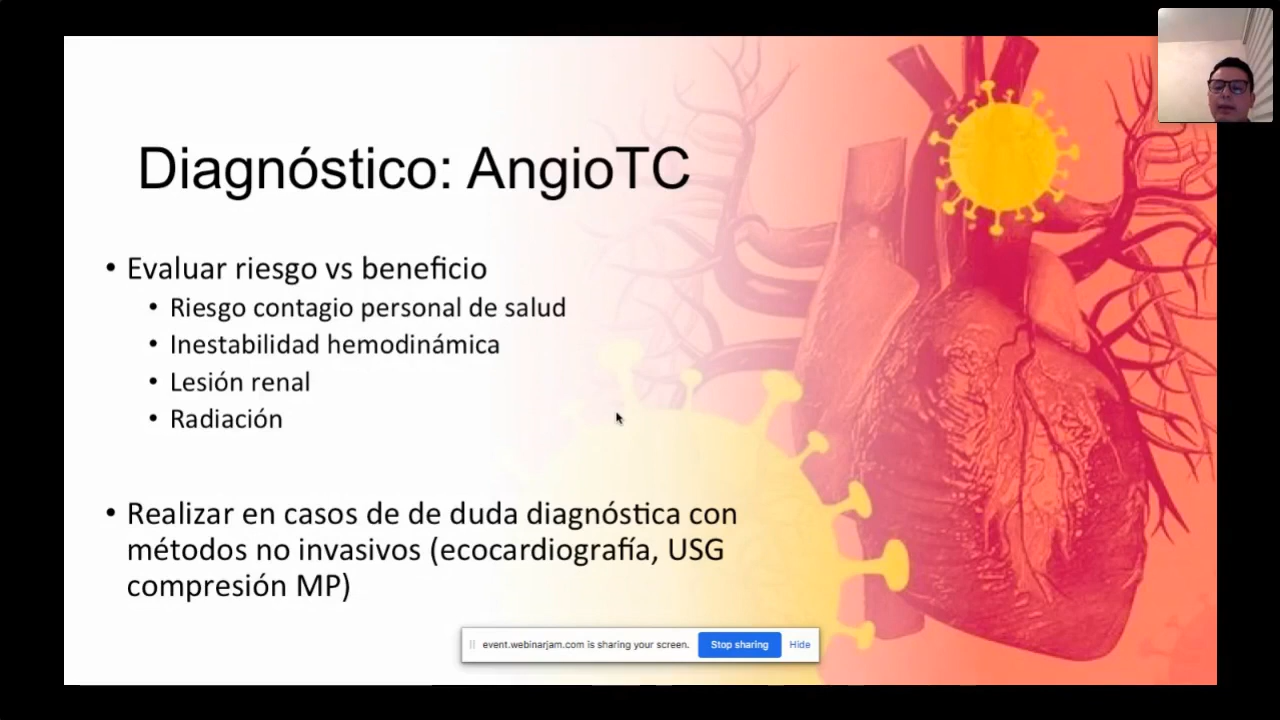 Diagnóstico: AngioTC
• Evaluar riesgo vs beneficio
• Riesgo contagio personal de salud
• Inestabilidad hemodinámica
• Lesión renal
• Radiación
• Realizar en casos de de duda diagnóstica con
métodos no invasivos (ecocardiografía, USG
compresión MP)
event.webinarjam.com is sharing your screen. Stop sharing Hide